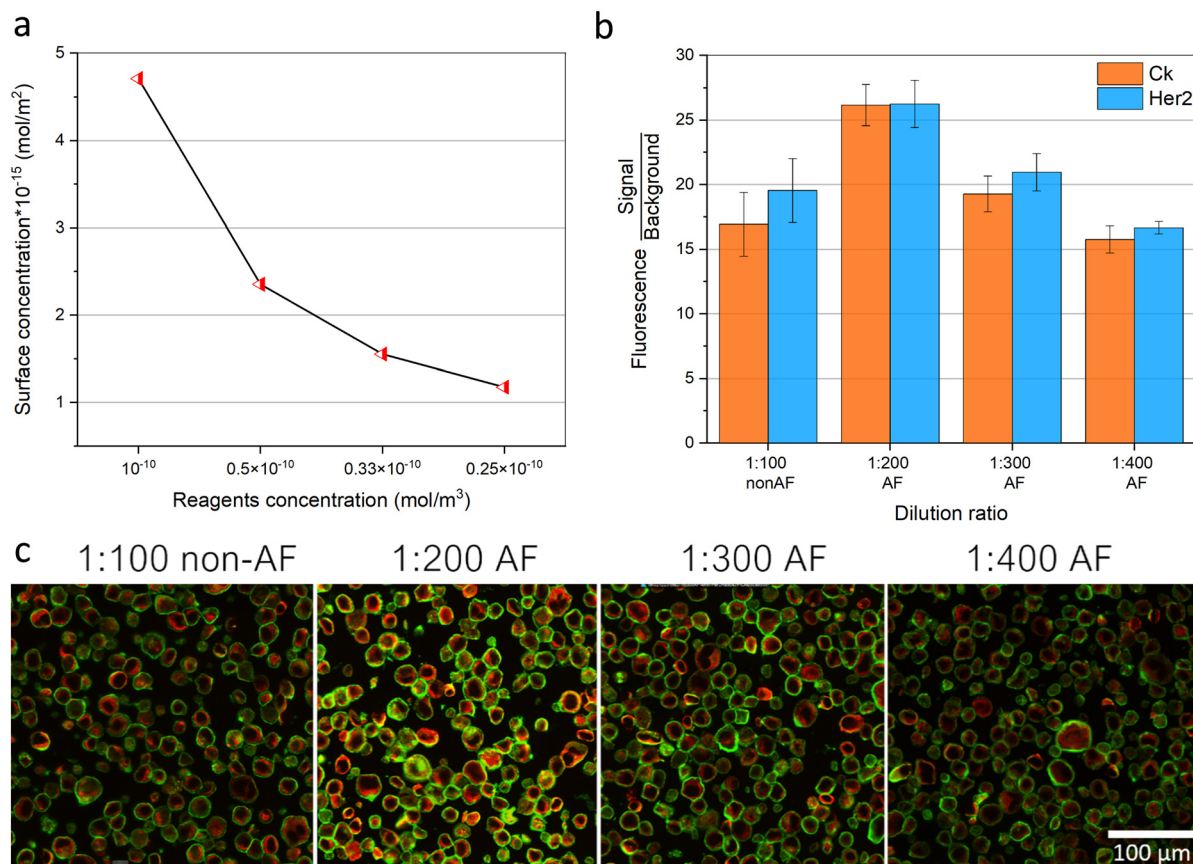 a
Surface concentration*10⁻¹⁵ (mol/m²)
5
4
3
2
1
10⁻¹⁰
0.5×10⁻¹⁰
0.33×10⁻¹⁰
0.25×10⁻¹⁰
Reagents concentration (mol/m³)
b
Fluorescence
Signal
Background
30
25
20
15
10
5
0
Ck
Her2
1:100
nonAF
1:200
AF
1:300
AF
1:400
AF
Dilution ratio
c
1:100 non-AF
1:200 AF
1:300 AF
1:400 AF
100 µm